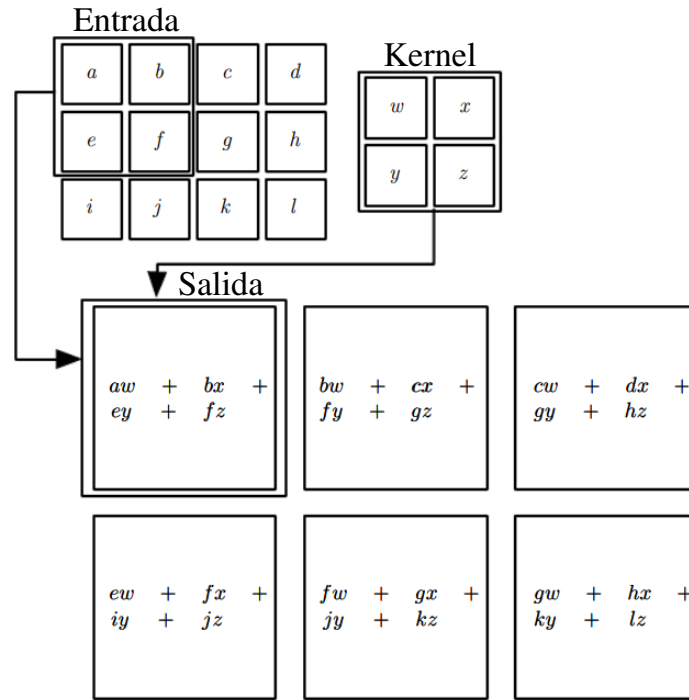 Entrada
Kernel
a b c d
e f g h
i j k l
w x
y z
Salida
aw + bx +
ey + fz
bw + cx +
fy + gz
cw + dx +
gy + hz
ew + fx +
iy + jz
fw + gx +
jy + kz
gw + hx +
ky + lz